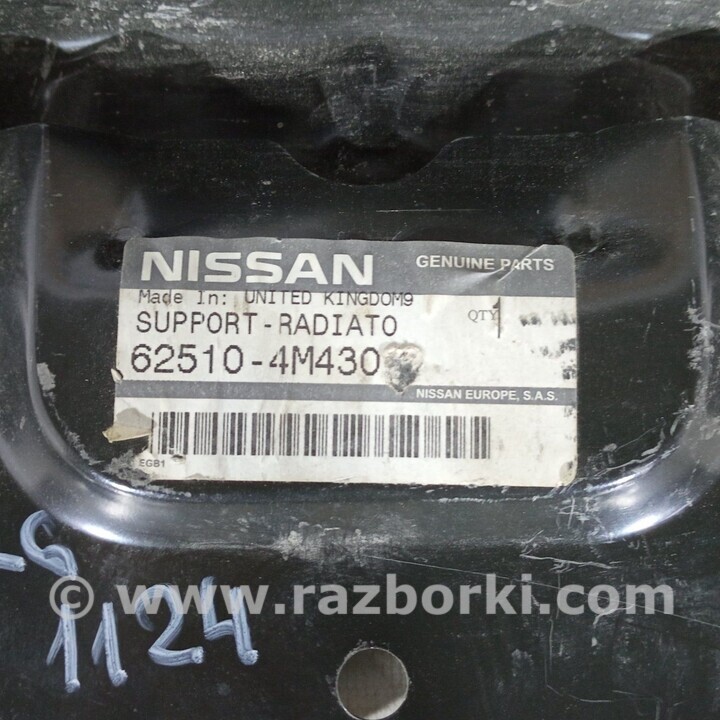 NISSAN GENUINE PARTS
Made in: UNITED KINGDOM9
SUPPORT-RADIATO QTY 1
62510-4M430
NISSAN EUROPE, S.A.S.
EGB1
© www.razborki.com
1124